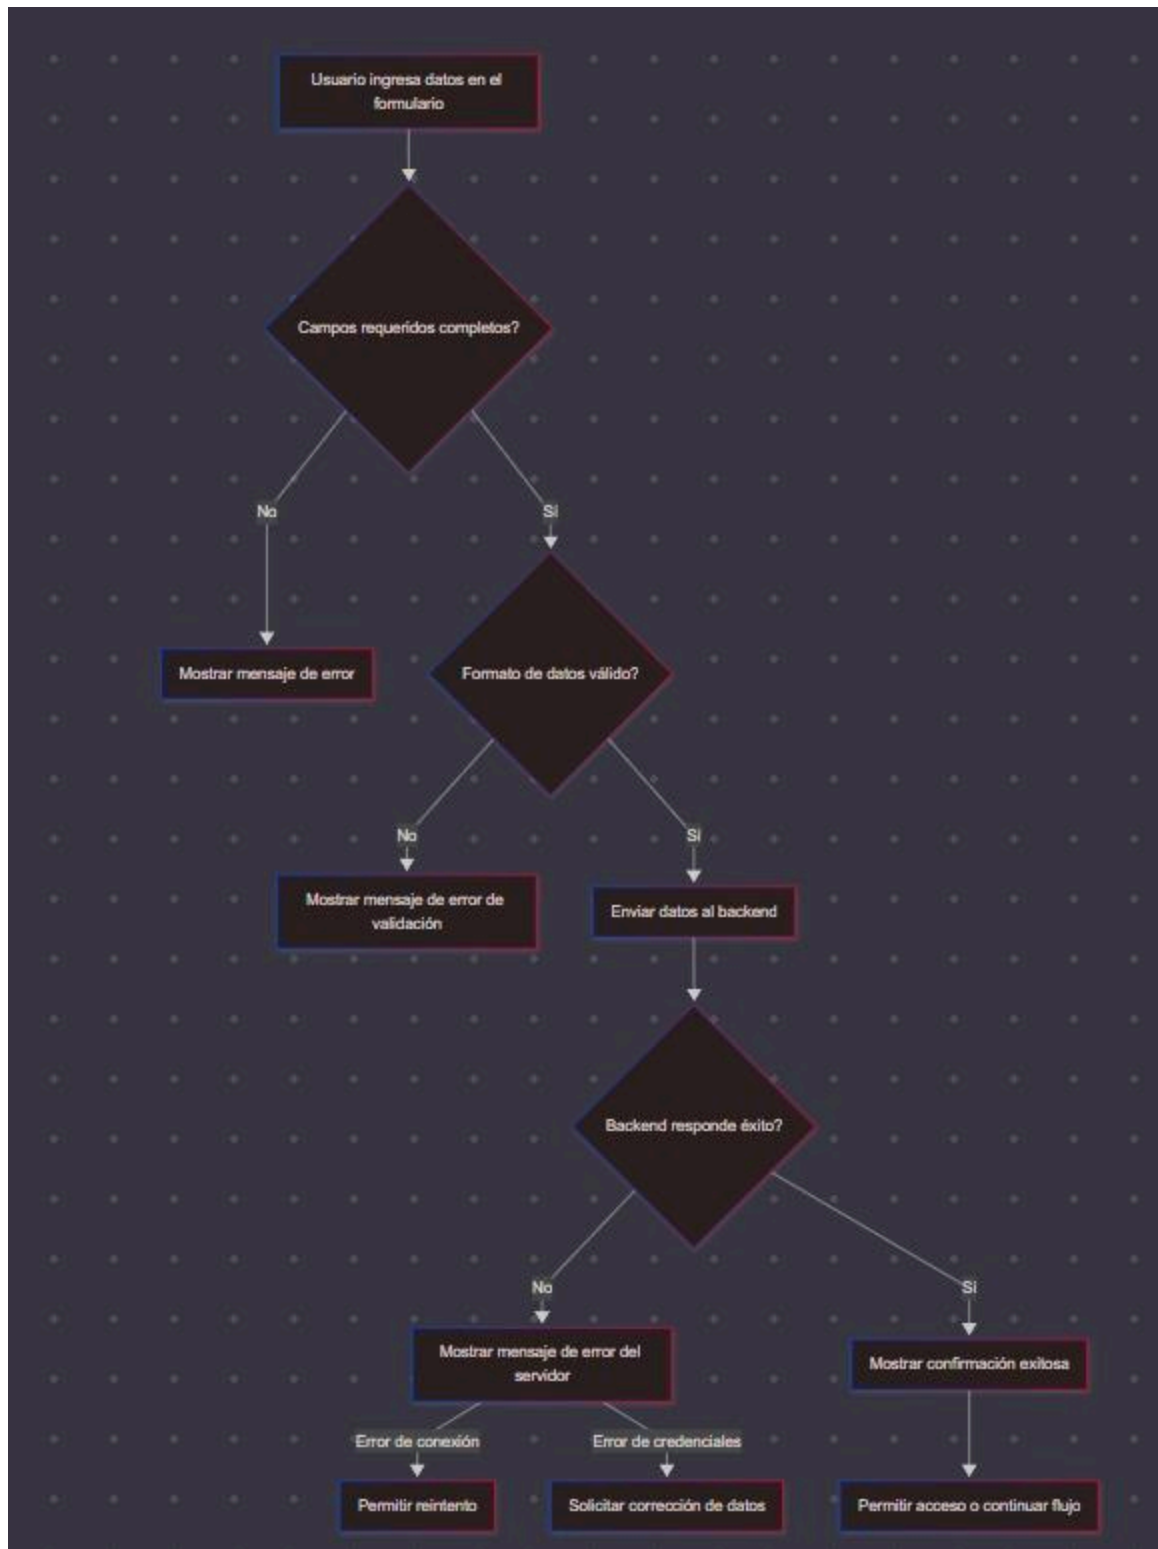 Usuario ingresa datos en el
formulario
Campos requeridos completos?
No
Sí
Mostrar mensaje de error
Formato de datos válido?
No
Sí
Mostrar mensaje de error de
validación
Enviar datos al backend
Backend responde éxito?
No
Sí
Mostrar mensaje de error del
servidor
Mostrar confirmación exitosa
Error de conexión
Error de credenciales
Permitir reintento
Solicitar corrección de datos
Permitir acceso o continuar flujo